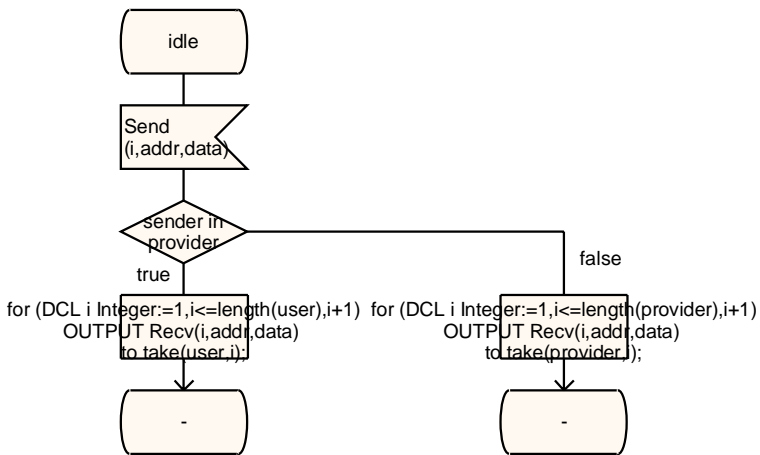 idle
Send
(i,addr,data)
sender in
provider
true
false
for (DCL i Integer:=1,i<=length(user),i+1)
OUTPUT Recv(i,addr,data)
to take(user,i);
for (DCL i Integer:=1,i<=length(provider),i+1)
OUTPUT Recv(i,addr,data)
to take(provider,i);
-
-